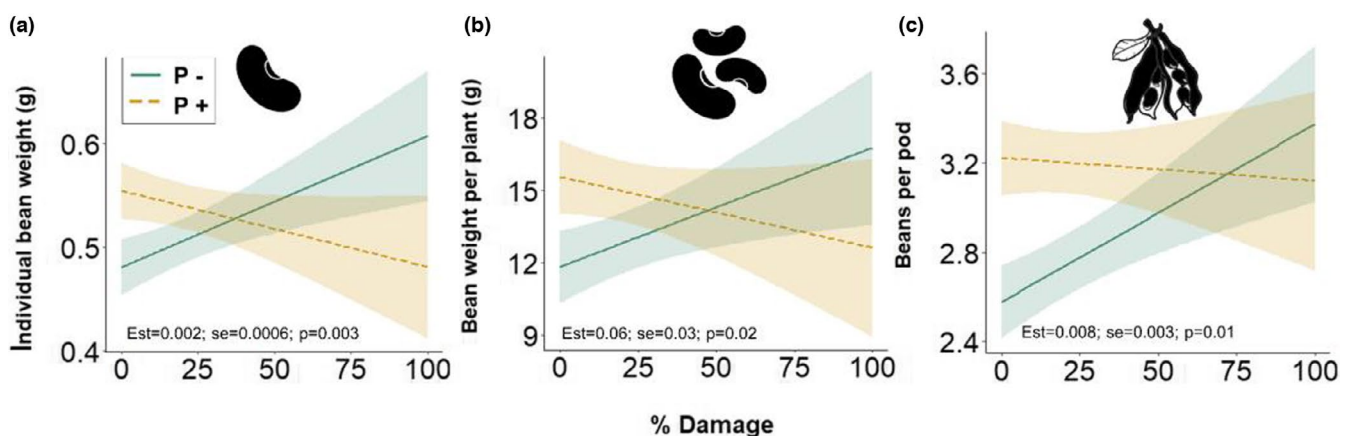 (a)
Individual bean weight (g)
P -
P +
0.6
0.5
0.4
Est=0.002; se=0.0006; p=0.003
0 25 50 75 100
(b)
Bean weight per plant (g)
18
15
12
9
Est=0.06; se=0.03; p=0.02
0 25 50 75 100
(c)
Beans per pod
3.6
3.2
2.8
2.4
Est=0.008; se=0.003; p=0.01
0 25 50 75 100
% Damage